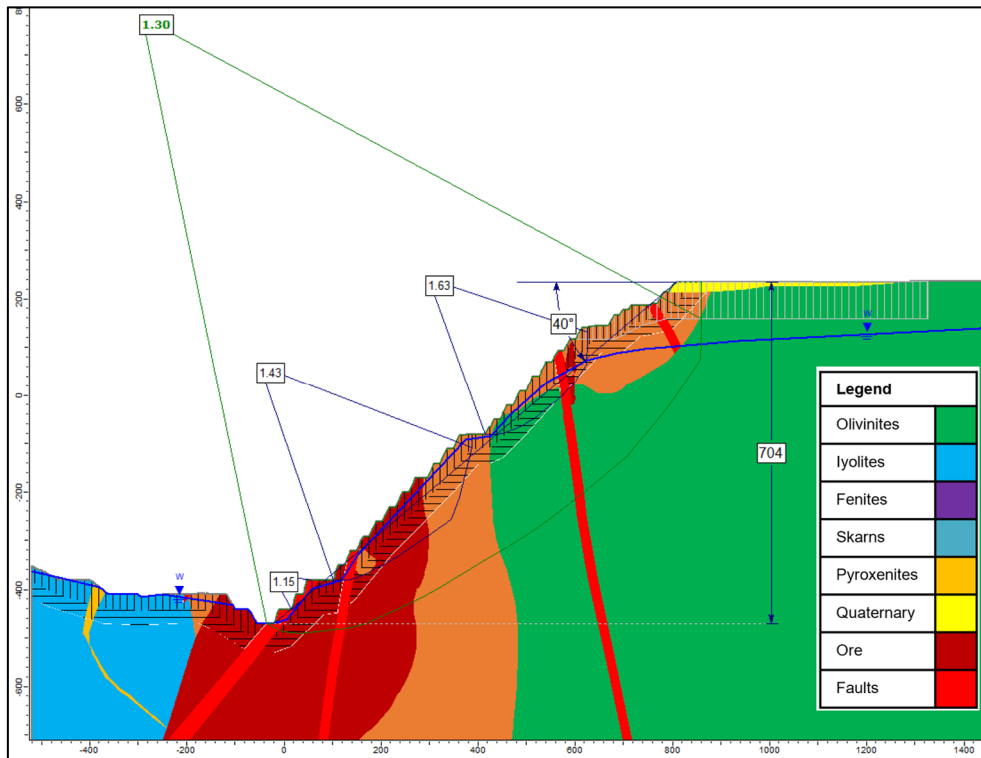 80
1.30
600
400
200
0
-200
-400
-600
1.63
40°
1.43
1.15
704
W
W
Legend
Olivinites
Iyolites
Fenites
Skarns
Pyroxenites
Quaternary
Ore
Faults
-400
-200
0
200
400
600
800
1000
1200
1400